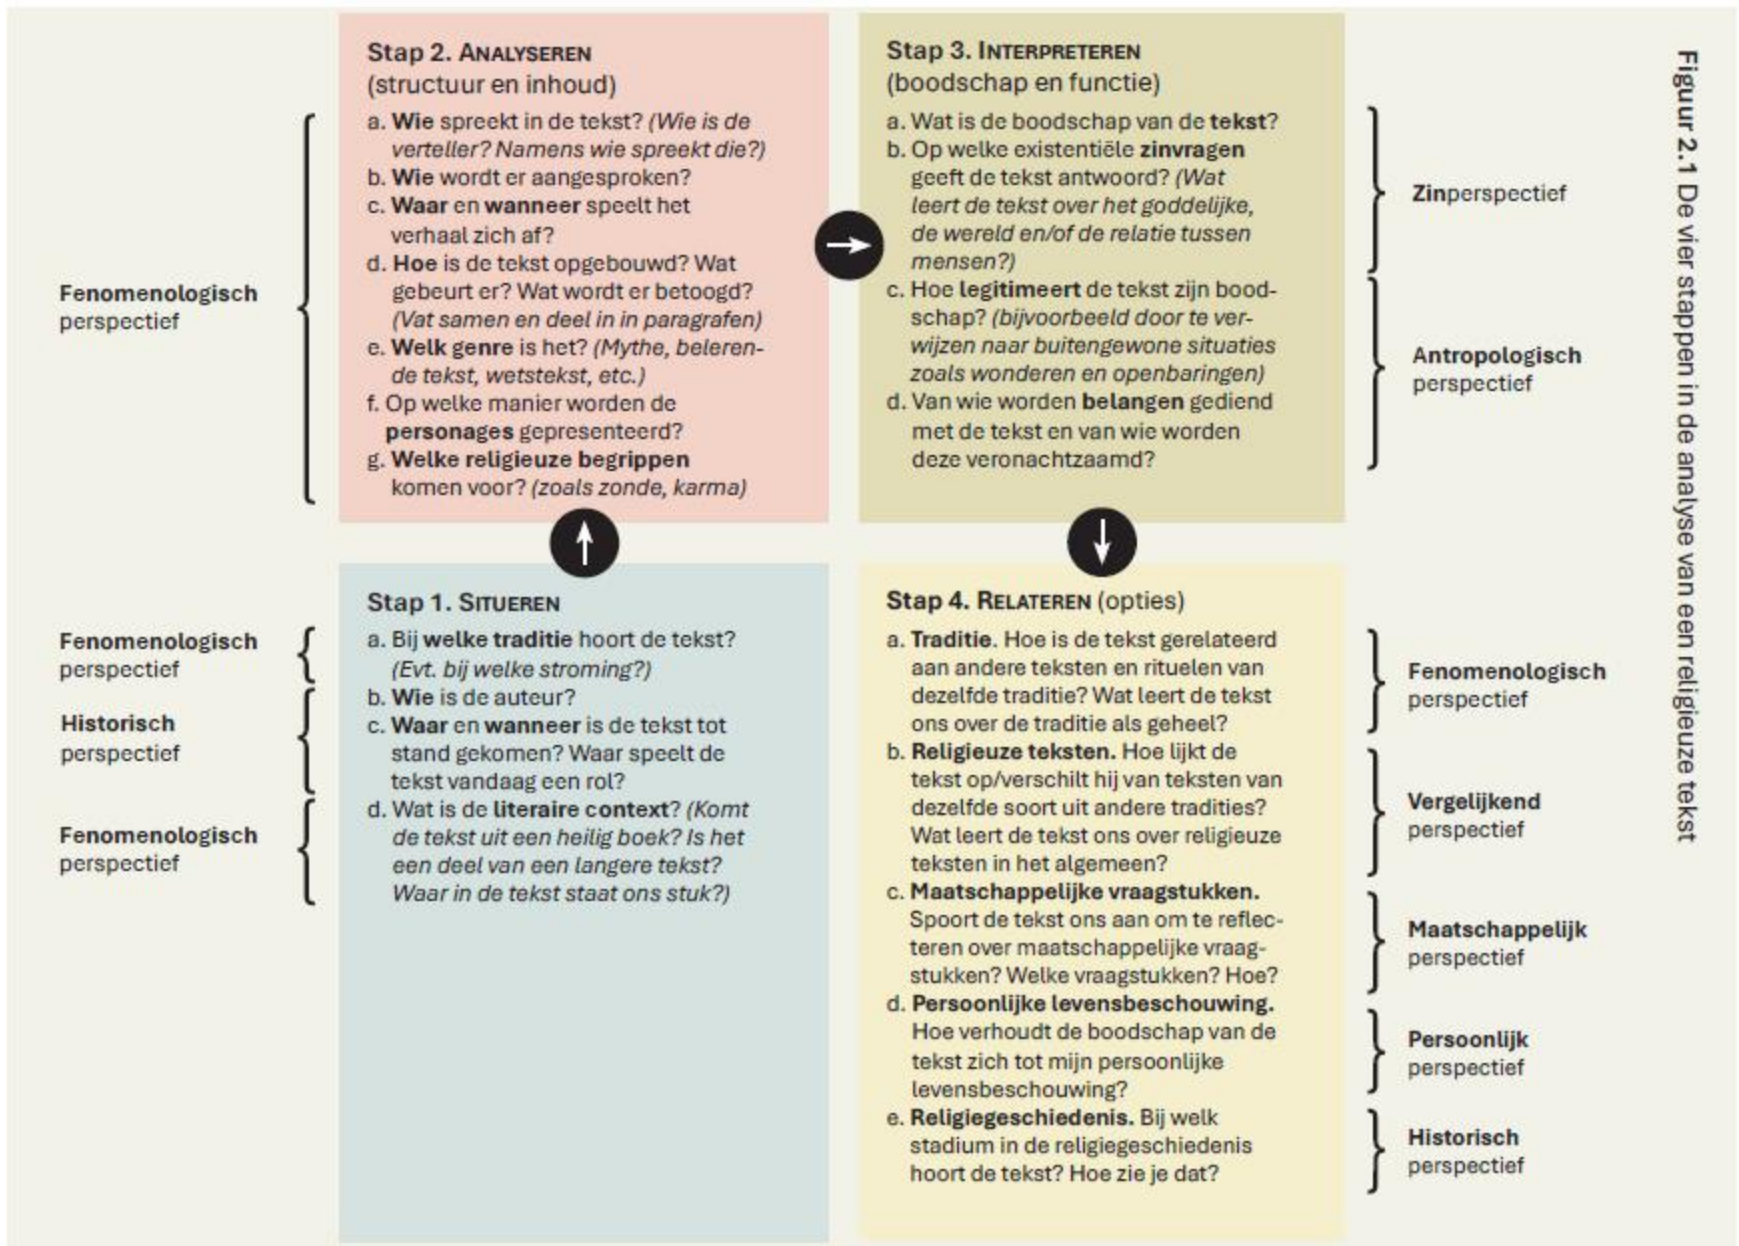 Stap 2. ANALYSEREN
(structuur en inhoud)
a. Wie spreekt in de tekst? (Wie is de
verteller? Namens wie spreekt die?)
b. Wie wordt er aangesproken?
c. Waar en wanneer speelt het
verhaal zich af?
d. Hoe is de tekst opgebouwd? Wat
gebeurt er? Wat wordt er betoogd?
(Vat samen en deel in in paragrafen)
e. Welk genre is het? (Mythe, beleren-
de tekst, wetstekst, etc.)
f. Op welke manier worden de
personages gepresenteerd?
g. Welke religieuze begrippen
komen voor? (zoals zonde, karma)
Fenomenologisch
perspectief
Stap 3. INTERPRETEREN
(boodschap en functie)
a. Wat is de boodschap van de tekst?
b. Op welke existentiële zinvragen
geeft de tekst antwoord? (Wat
leert de tekst over het goddelijke,
de wereld en/of de relatie tussen
mensen?)
c. Hoe legitimeert de tekst zijn bood-
schap? (bijvoorbeeld door te ver-
wijzen naar buitengewone situaties
zoals wonderen en openbaringen)
d. Van wie worden belangen gediend
met de tekst en van wie worden
deze veronachtzaamd?
Zinperspectief
Antropologisch
perspectief
Stap 1. SITUEREN
a. Bij welke traditie hoort de tekst?
(Evt. bij welke stroming?)
b. Wie is de auteur?
c. Waar en wanneer is de tekst tot
stand gekomen? Waar speelt de
tekst vandaag een rol?
d. Wat is de literaire context? (Komt
de tekst uit een heilig boek? Is het
een deel van een langere tekst?
Waar in de tekst staat ons stuk?)
Fenomenologisch
perspectief
Historisch
perspectief
Fenomenologisch
perspectief
Stap 4. RELATEREN (opties)
a. Traditie. Hoe is de tekst gerelateerd
aan andere teksten en rituelen van
dezelfde traditie? Wat leert de tekst
ons over de traditie als geheel?
b. Religieuze teksten. Hoe lijkt de
tekst op/verschilt hij van teksten van
dezelfde soort uit andere tradities?
Wat leert de tekst ons over religieuze
teksten in het algemeen?
c. Maatschappelijke vraagstukken.
Spoort de tekst ons aan om te reflec-
teren over maatschappelijke vraag-
stukken? Welke vraagstukken? Hoe?
d. Persoonlijke levensbeschouwing.
Hoe verhoudt de boodschap van de
tekst zich tot mijn persoonlijke
levensbeschouwing?
e. Religiegeschiedenis. Bij welk
stadium in de religiegeschiedenis
hoort de tekst? Hoe zie je dat?
Fenomenologisch
perspectief
Vergelijkend
perspectief
Maatschappelijk
perspectief
Persoonlijk
perspectief
Historisch
perspectief
Figuur 2.1 De vier stappen in de analyse van een religieuze tekst